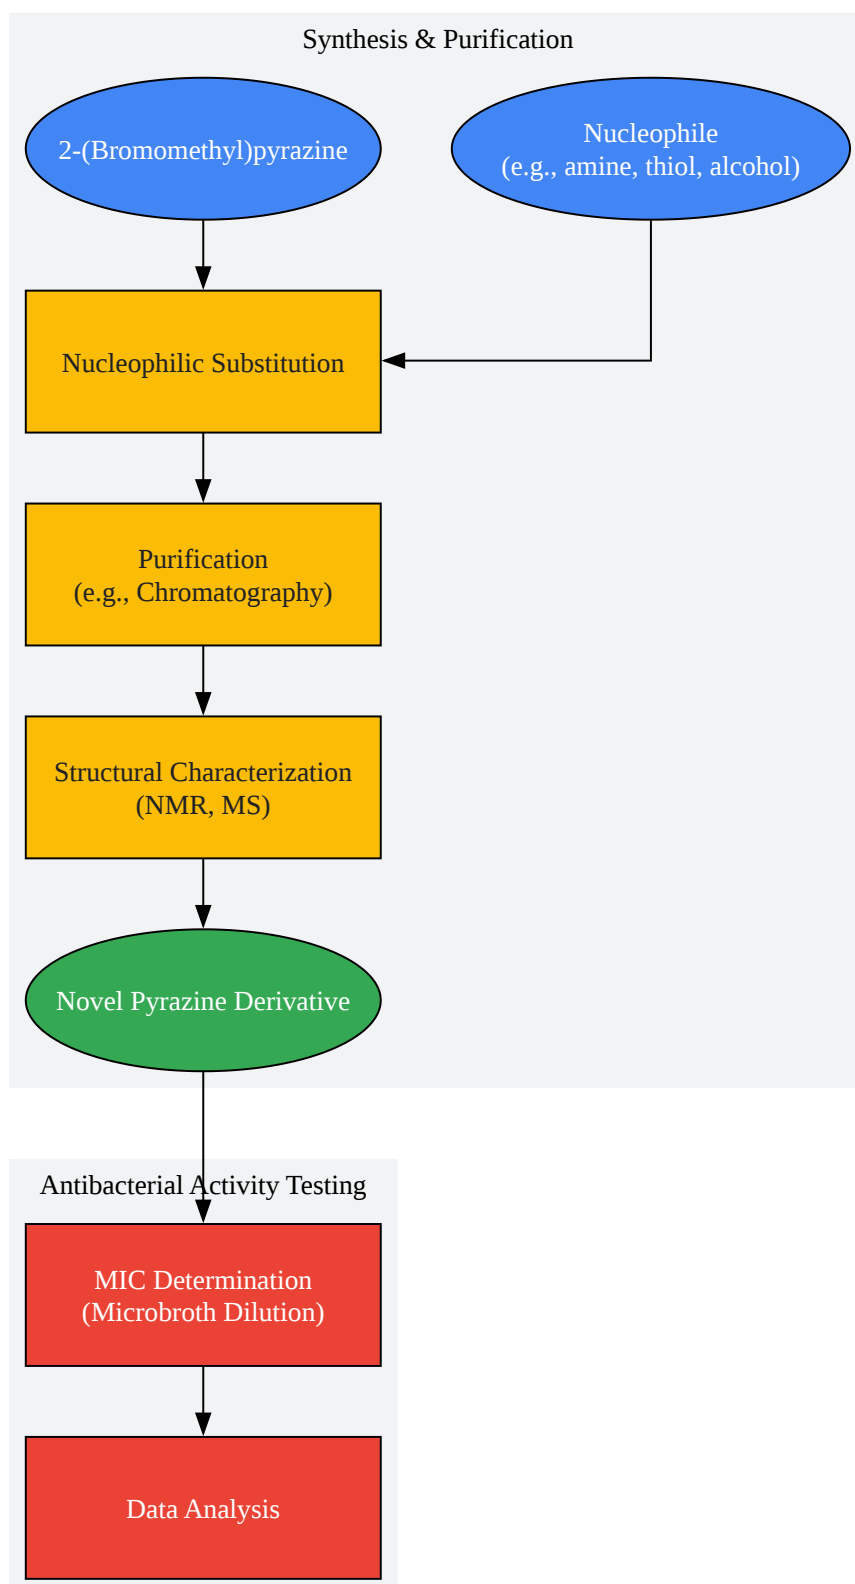 Synthesis & Purification
2-(Bromomethyl)pyrazine
Nucleophile
(e.g., amine, thiol, alcohol)
Nucleophilic Substitution
Purification
(e.g., Chromatography)
Structural Characterization
(NMR, MS)
Novel Pyrazine Derivative
Antibacterial Activity Testing
MIC Determination
(Microbroth Dilution)
Data Analysis